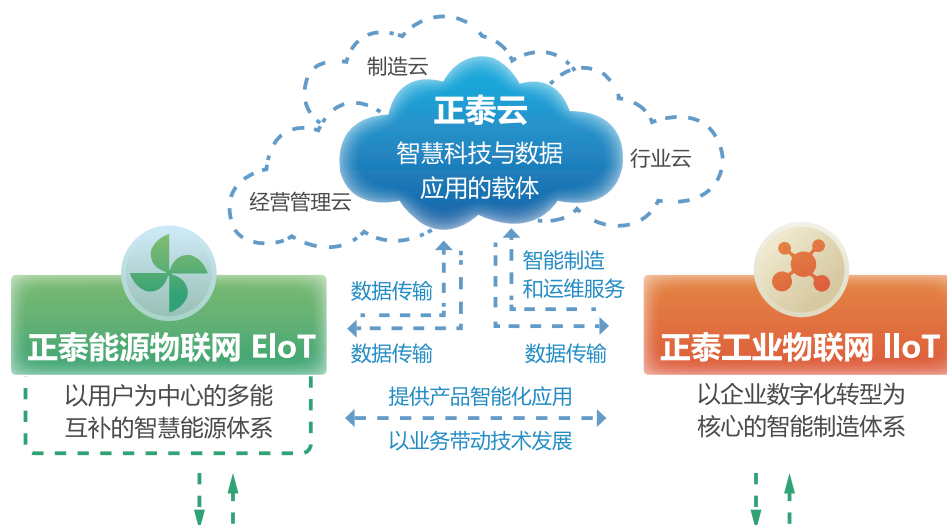 制造云
正泰云
智慧科技与数据
应用的载体
行业云
经营管理云
数据传输
数据传输
智能制造
和运维服务
数据传输
正泰能源物联网 EIoT
以用户为中心的多能
互补的智慧能源体系
提供产品智能化应用
以业务带动技术发展
正泰工业物联网 IIoT
以企业数字化转型为
核心的智能制造体系